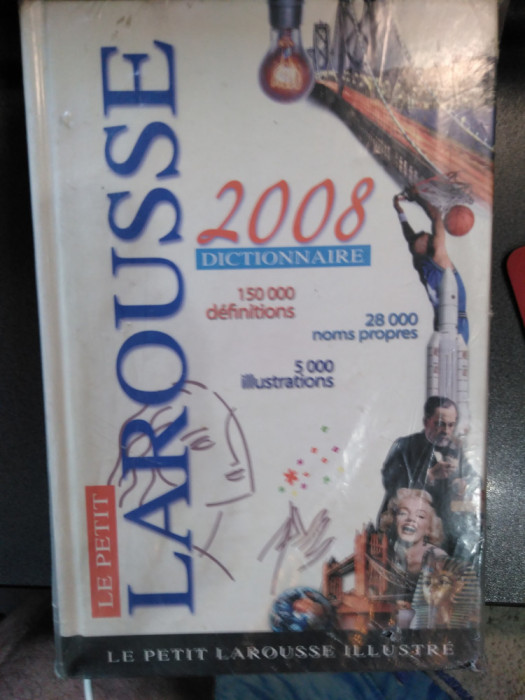 LE PETIT
LAROUSSE
2008
DICTIONNAIRE
150 000
définitions
28 000
noms propres
5 000
illustrations
LE PETIT LAROUSSE ILLUSTRÉ